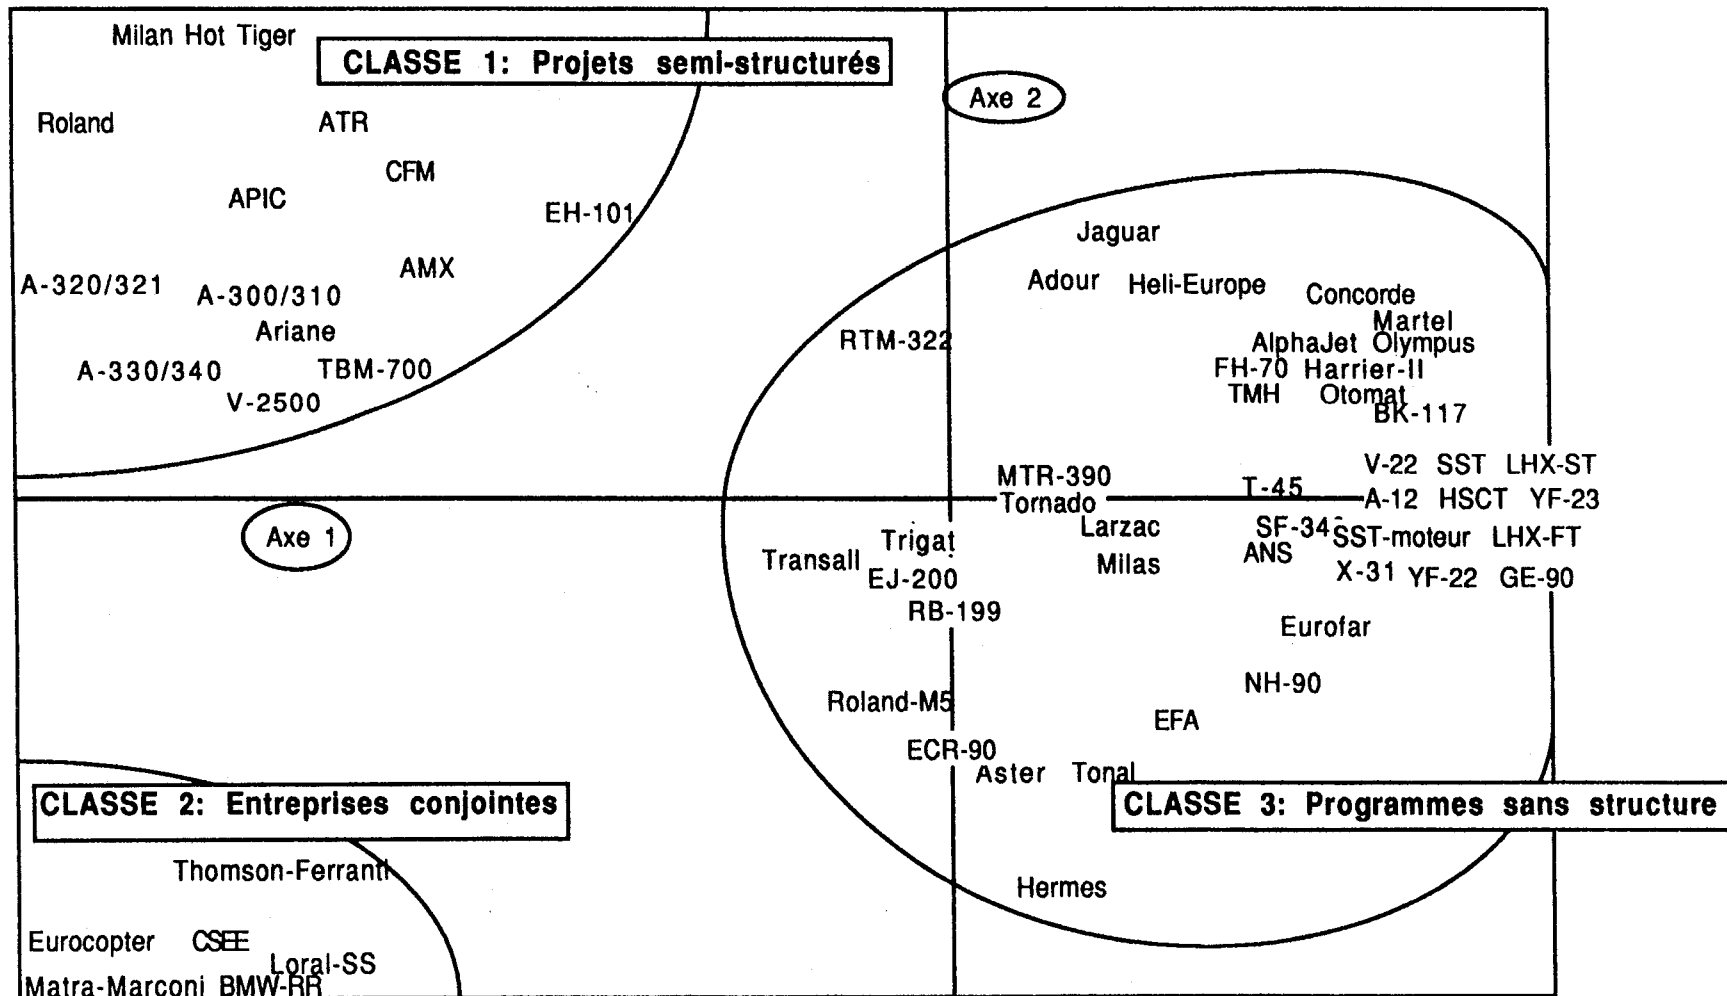 Milan Hot Tiger
CLASSE 1: Projets semi-structurés
Axe 2
Roland ATR
CFM
APIC
EH-101
Jaguar
AMX
A-320/321
A-300/310
Adour Heli-Europe Concorde
Martel
Ariane
RTM-322
AlphaJet Olympus
A-330/340 TBM-700
FH-70 Harrier-II
V-2500
TMH Otomat
BK-117
V-22 SST LHX-ST
MTR-390
T-45
Tornado
A-12 HSCT YF-23
Axe 1
Larzac SF-34
SST-moteur LHX-FT
Trigat
Transall
Milas ANS
EJ-200
X-31 YF-22 GE-90
RB-199
Eurofar
NH-90
Roland-M5
EFA
ECR-90
Aster Tonal
CLASSE 2: Entreprises conjointes
CLASSE 3: Programmes sans structure
Thomson-Ferranti
Hermes
Eurocopter CSEE
Loral-SS
Matra-Marconi BMW-RR